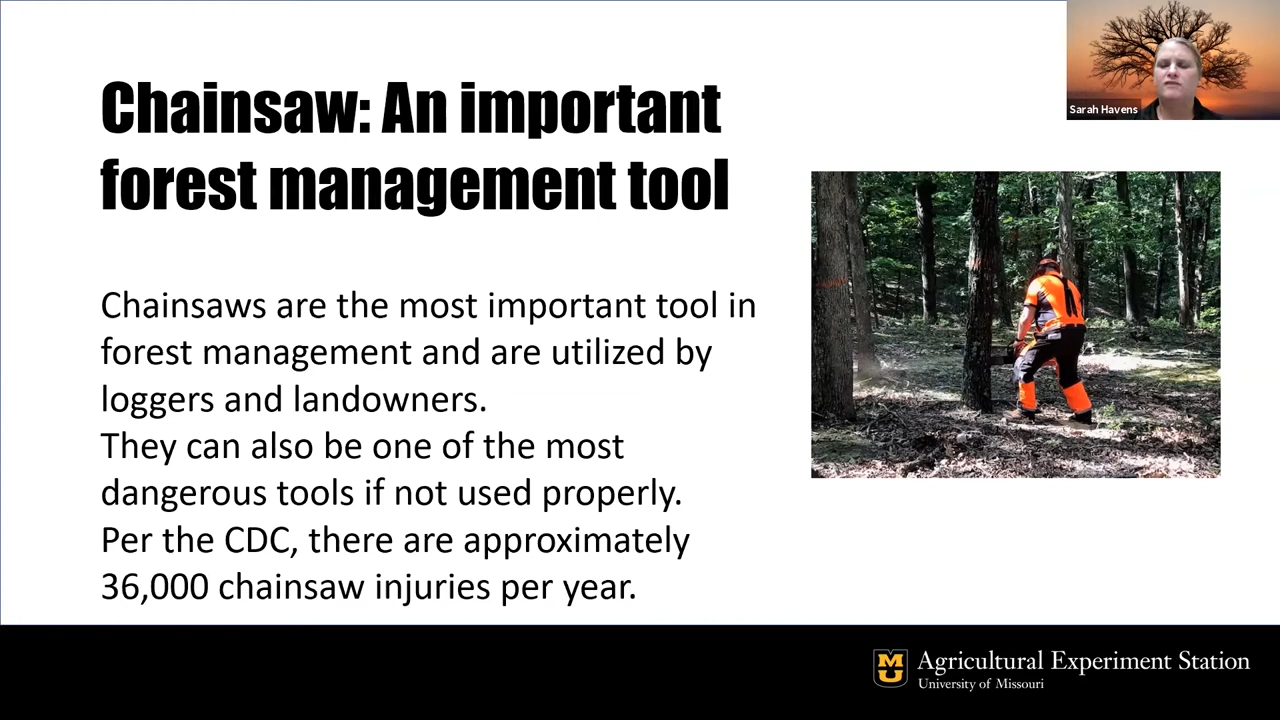 Sarah Havens
Chainsaw: An important
forest management tool
Chainsaws are the most important tool in
forest management and are utilized by
loggers and landowners.
They can also be one of the most
dangerous tools if not used properly.
Per the CDC, there are approximately
36,000 chainsaw injuries per year.
MU
Agricultural Experiment Station
University of Missouri